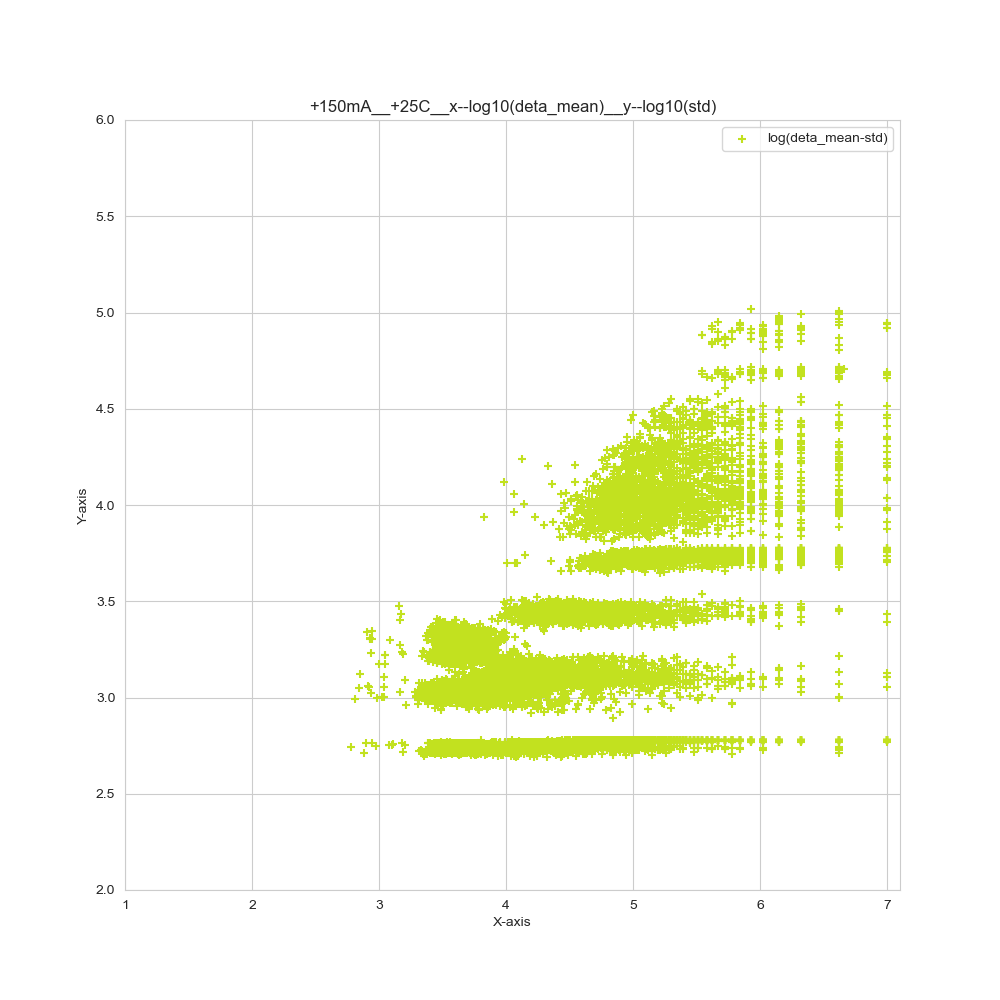 +150mA__+25C__x--log10(deta_mean)__y--log10(std)
log(deta_mean-std)
6.0
5.5
5.0
4.5
4.0
3.5
3.0
2.5
2.0
Y-axis
1 2 3 4 5 6 7
X-axis